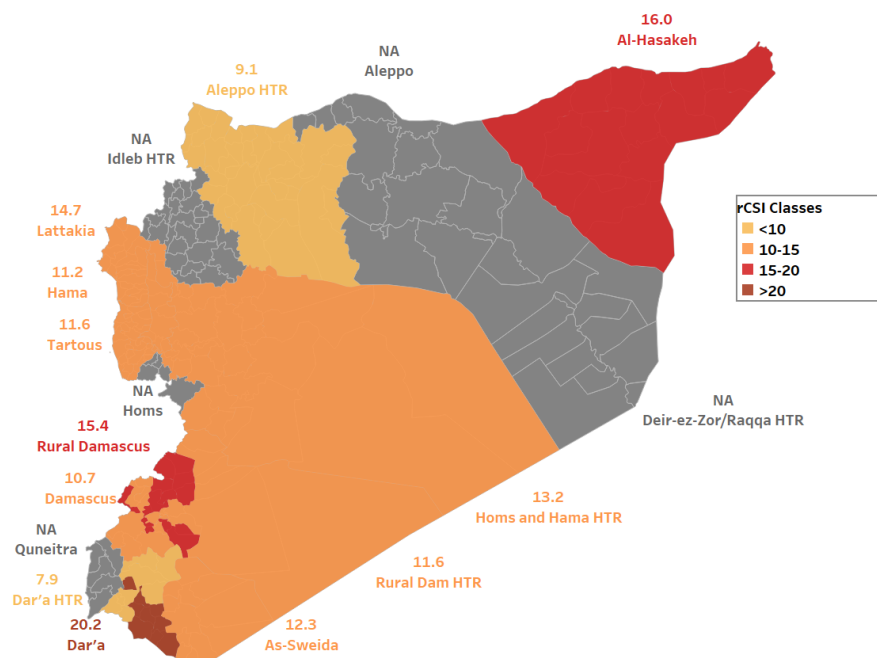 16.0
Al-Hasakeh
NA
Aleppo
9.1
Aleppo HTR
NA
Idleb HTR
14.7
Lattakia
rCSI Classes
<10
10-15
15-20
>20
11.2
Hama
11.6
Tartous
NA
Homs
NA
Deir-ez-Zor/Raqqa HTR
15.4
Rural Damascus
10.7
Damascus
13.2
Homs and Hama HTR
NA
Quneitra
11.6
Rural Dam HTR
7.9
Dar'a HTR
20.2
Dar'a
12.3
As-Sweida